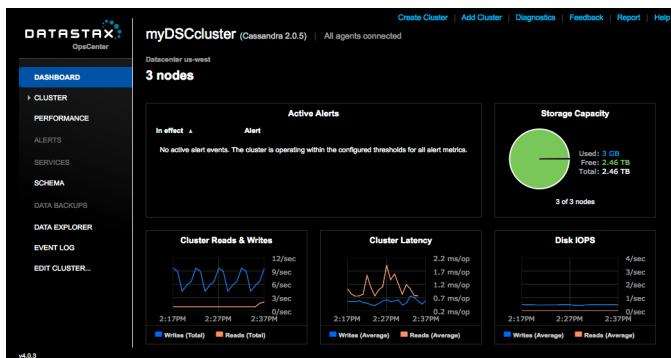 Create Cluster | Add Cluster | Diagnostics | Feedback | Report | Help
DATASTAX
OpsCenter
myDSCcluster (Cassandra 2.0.5) | All agents connected
Datacenter us-west
3 nodes
DASHBOARD
CLUSTER
PERFORMANCE
ALERTS
SERVICES
SCHEMA
DATA BACKUPS
DATA EXPLORER
EVENT LOG
EDIT CLUSTER...
Active Alerts
In effect ▲ Alert
No active alert events. The cluster is operating within the configured thresholds for all alert metrics.
Storage Capacity
Used: 3 GB
Free: 2.46 TB
Total: 2.46 TB
3 of 3 nodes
Cluster Reads & Writes
12/sec
9/sec
6/sec
3/sec
0/sec
2:17PM 2:27PM 2:37PM
Writes (Total) Reads (Total)
Cluster Latency
2.2 ms/op
1.7 ms/op
1.2 ms/op
0.7 ms/op
0.2 ms/op
2:17PM 2:27PM 2:37PM
Writes (Average) Reads (Average)
Disk IOPS
4/sec
3/sec
2/sec
1/sec
0/sec
2:17PM 2:27PM 2:37PM
Writes (Average) Reads (Average)
v4.0.3